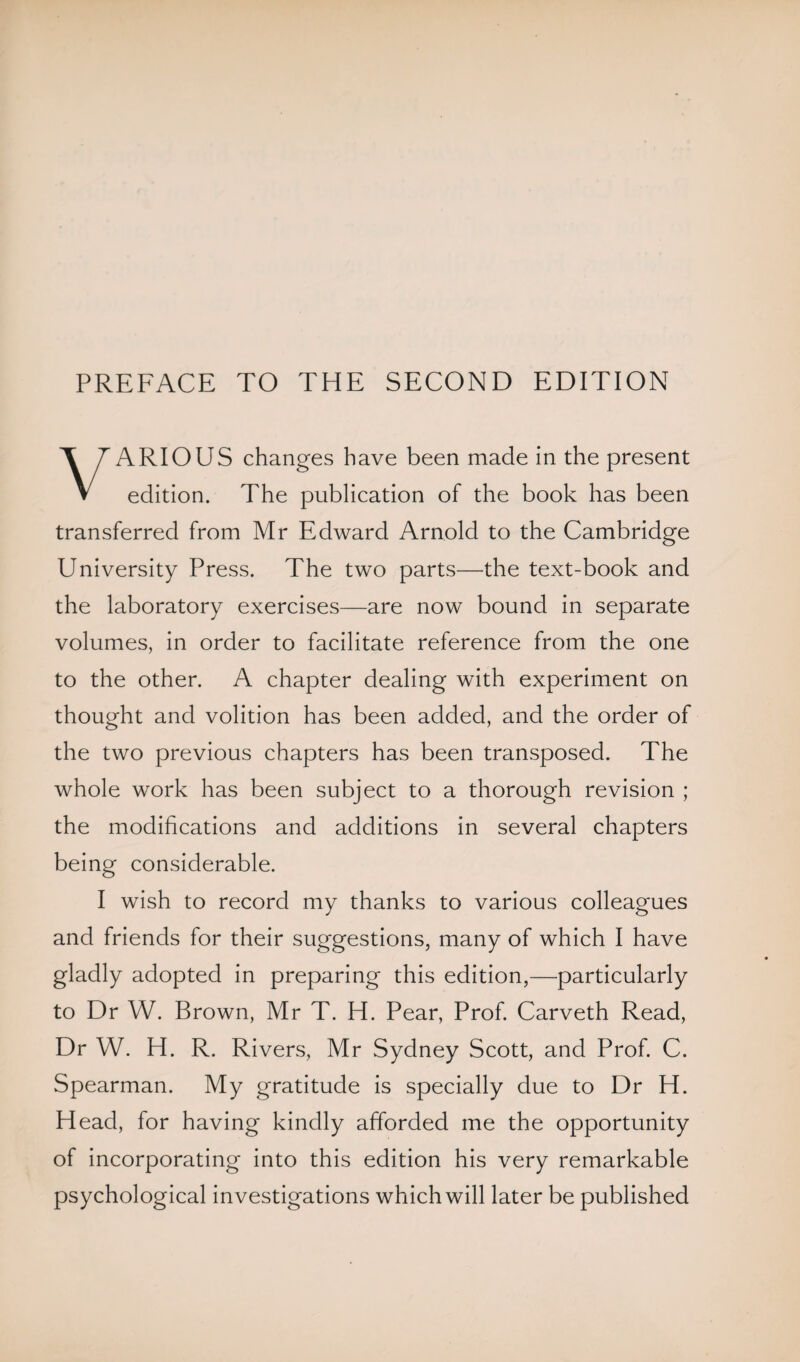 PREFACE TO THE SECOND EDITION
VARIOUS changes have been made in the present
edition. The publication of the book has been
transferred from Mr Edward Arnold to the Cambridge
University Press. The two parts—the text-book and
the laboratory exercises—are now bound in separate
volumes, in order to facilitate reference from the one
to the other. A chapter dealing with experiment on
thought and volition has been added, and the order of
the two previous chapters has been transposed. The
whole work has been subject to a thorough revision ;
the modifications and additions in several chapters
being considerable.
I wish to record my thanks to various colleagues
and friends for their suggestions, many of which I have
gladly adopted in preparing this edition,—particularly
to Dr W. Brown, Mr T. H. Pear, Prof. Carveth Read,
Dr W. H. R. Rivers, Mr Sydney Scott, and Prof. C.
Spearman. My gratitude is specially due to Dr H.
Head, for having kindly afforded me the opportunity
of incorporating into this edition his very remarkable
psychological investigations which will later be published